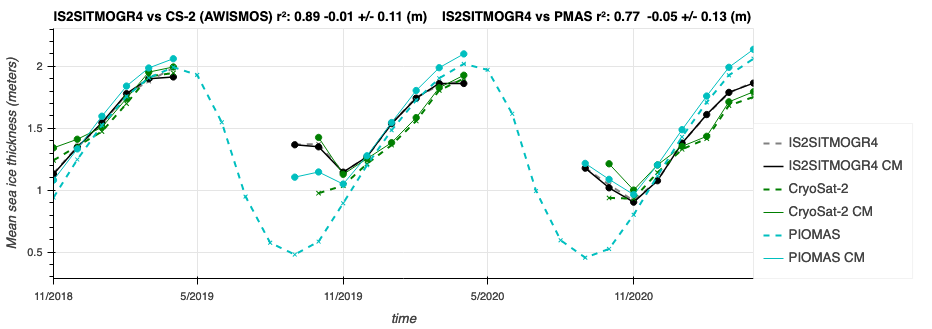 IS2SITMOGR4 vs CS-2 (AWISMOS) r²: 0.89 -0.01 +/- 0.11 (m) IS2SITMOGR4 vs PMAS r²: 0.77 -0.05 +/- 0.13 (m)
Mean sea ice thickness (meters)
2
1.5
1
0.5
11/2018 5/2019 11/2019 5/2020 11/2020
time
IS2SITMOGR4
IS2SITMOGR4 CM
CryoSat-2
CryoSat-2 CM
PIOMAS
PIOMAS CM